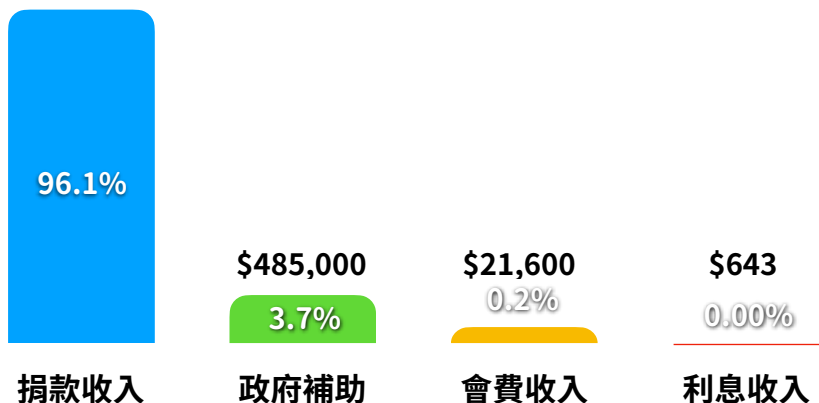 96.1%
$485,000
$21,600
$643
3.7%
0.2%
0.00%
捐款收入
政府補助
會費收入
利息收入